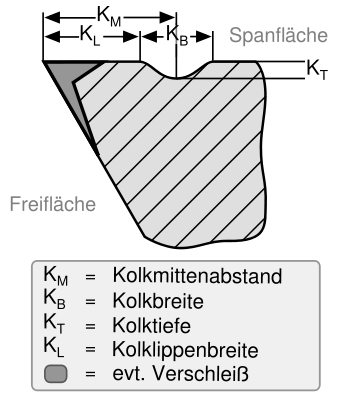 K_M
K_L K_B Spanfläche
K_T
Freifläche
K_M = Kolkmittenabstand
K_B = Kolkbreite
K_T = Kolktiefe
K_L = Kolklippenbreite
= evt. Verschleiß